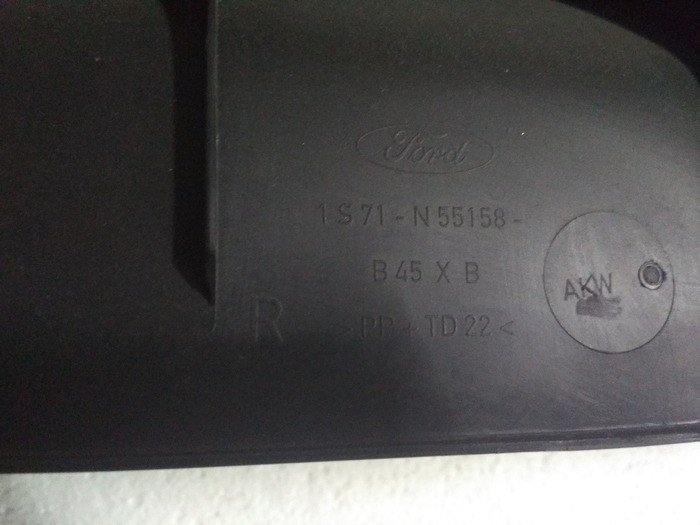 Ford
1S71-N55158-
B45XB
R
>PP+TD22<
AKW